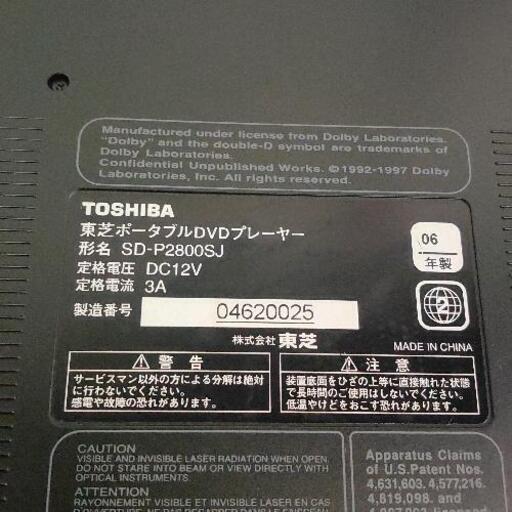 Manufactured under license from Dolby Laboratories.
"Dolby" and the double-D symbol are trademarks of
Dolby Laboratories.
Confidential Unpublished Works. ©1992-1997 Dolby
Laboratories, Inc. All rights reserved.
TOSHIBA
東芝ポータブルDVDプレーヤー
形名 SD-P2800SJ
定格電圧 DC12V
定格電流 3A
製造番号 04620025
株式会社 東芝
06
年製
2
MADE IN CHINA
⚠ 警告
サービスマン以外の方による分解は絶対
に行わないでください。
感電や故障の恐れがあります。
⚠ 注意
装置底面をひざの上等に直接触れた状態
で長時間のご使用はしないでください。
低温やけどをおこす恐れがあります。
CAUTION
VISIBLE AND INVISIBLE LASER RADIATION WHEN OPEN.
DO NOT STARE INTO BEAM OR VIEW DIRECTLY WITH
OPTICAL INSTRUMENTS.
ATTENTION
RAYONNEMENT VISIBLE ET INVISIBLE LASER EN CAS
D'OUVERTURE. NE PAS REGARDER DANS LE FAISCEAU
Apparatus Claims
of U.S.Patent Nos.
4,631,603, 4,577,216,
4,819,098, and
4,907,093